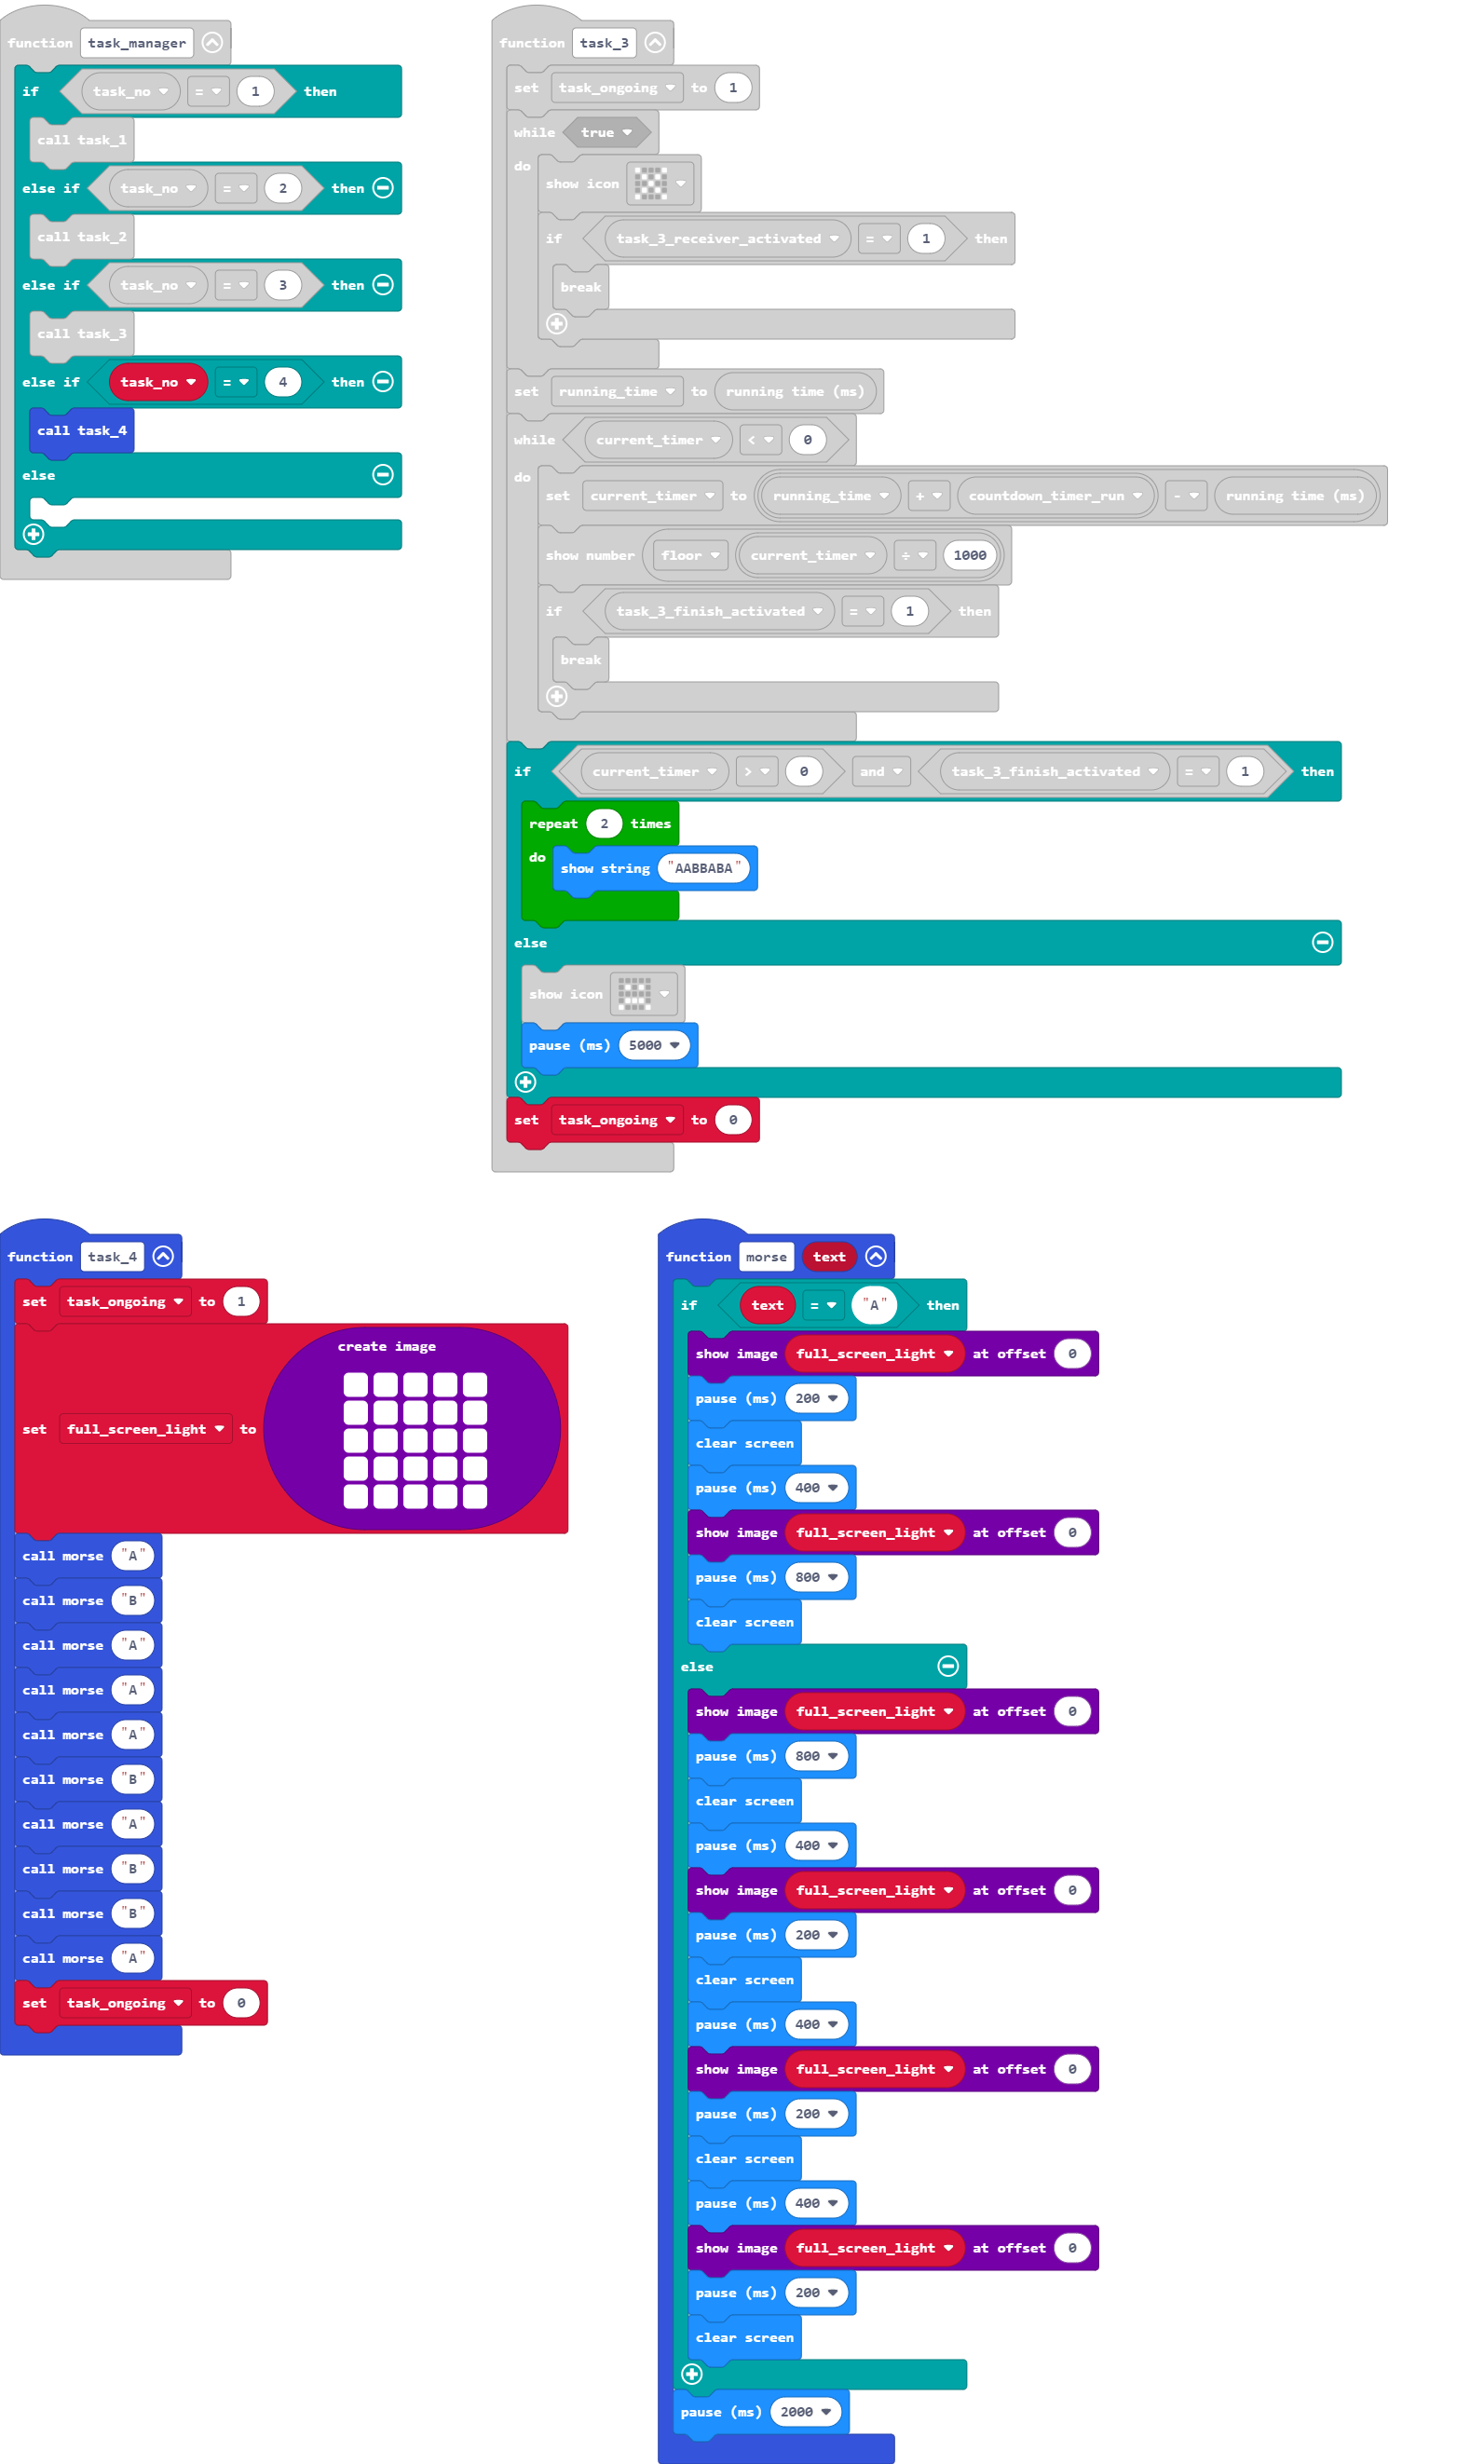 function task_manager
if task_no = 1 then
call task_1
else if task_no = 2 then
call task_2
else if task_no = 3 then
call task_3
else if task_no = 4 then
call task_4
else
function task_3
set task_ongoing to 1
while true
do
show icon
if task_3_receiver_activated = 1 then
break
set running_time to running time (ms)
while current_timer < 0
do
set current_timer to running_time + countdown_timer_run - running time (ms)
show number floor current_timer ÷ 1000
if task_3_finish_activated = 1 then
break
if current_timer > 0 and task_3_finish_activated = 1 then
repeat 2 times
do
show string "AABBABA"
else
show icon
pause (ms) 5000
set task_ongoing to 0
function task_4
set task_ongoing to 1
create image
set full_screen_light to
call morse "A"
call morse "B"
call morse "A"
call morse "A"
call morse "A"
call morse "B"
call morse "A"
call morse "B"
call morse "B"
call morse "A"
set task_ongoing to 0
function morse text
if text = "A" then
show image full_screen_light at offset 0
pause (ms) 200
clear screen
pause (ms) 400
show image full_screen_light at offset 0
pause (ms) 800
clear screen
else
show image full_screen_light at offset 0
pause (ms) 800
clear screen
pause (ms) 400
show image full_screen_light at offset 0
pause (ms) 200
clear screen
pause (ms) 400
show image full_screen_light at offset 0
pause (ms) 200
clear screen
pause (ms) 400
show image full_screen_light at offset 0
pause (ms) 200
clear screen
pause (ms) 2000